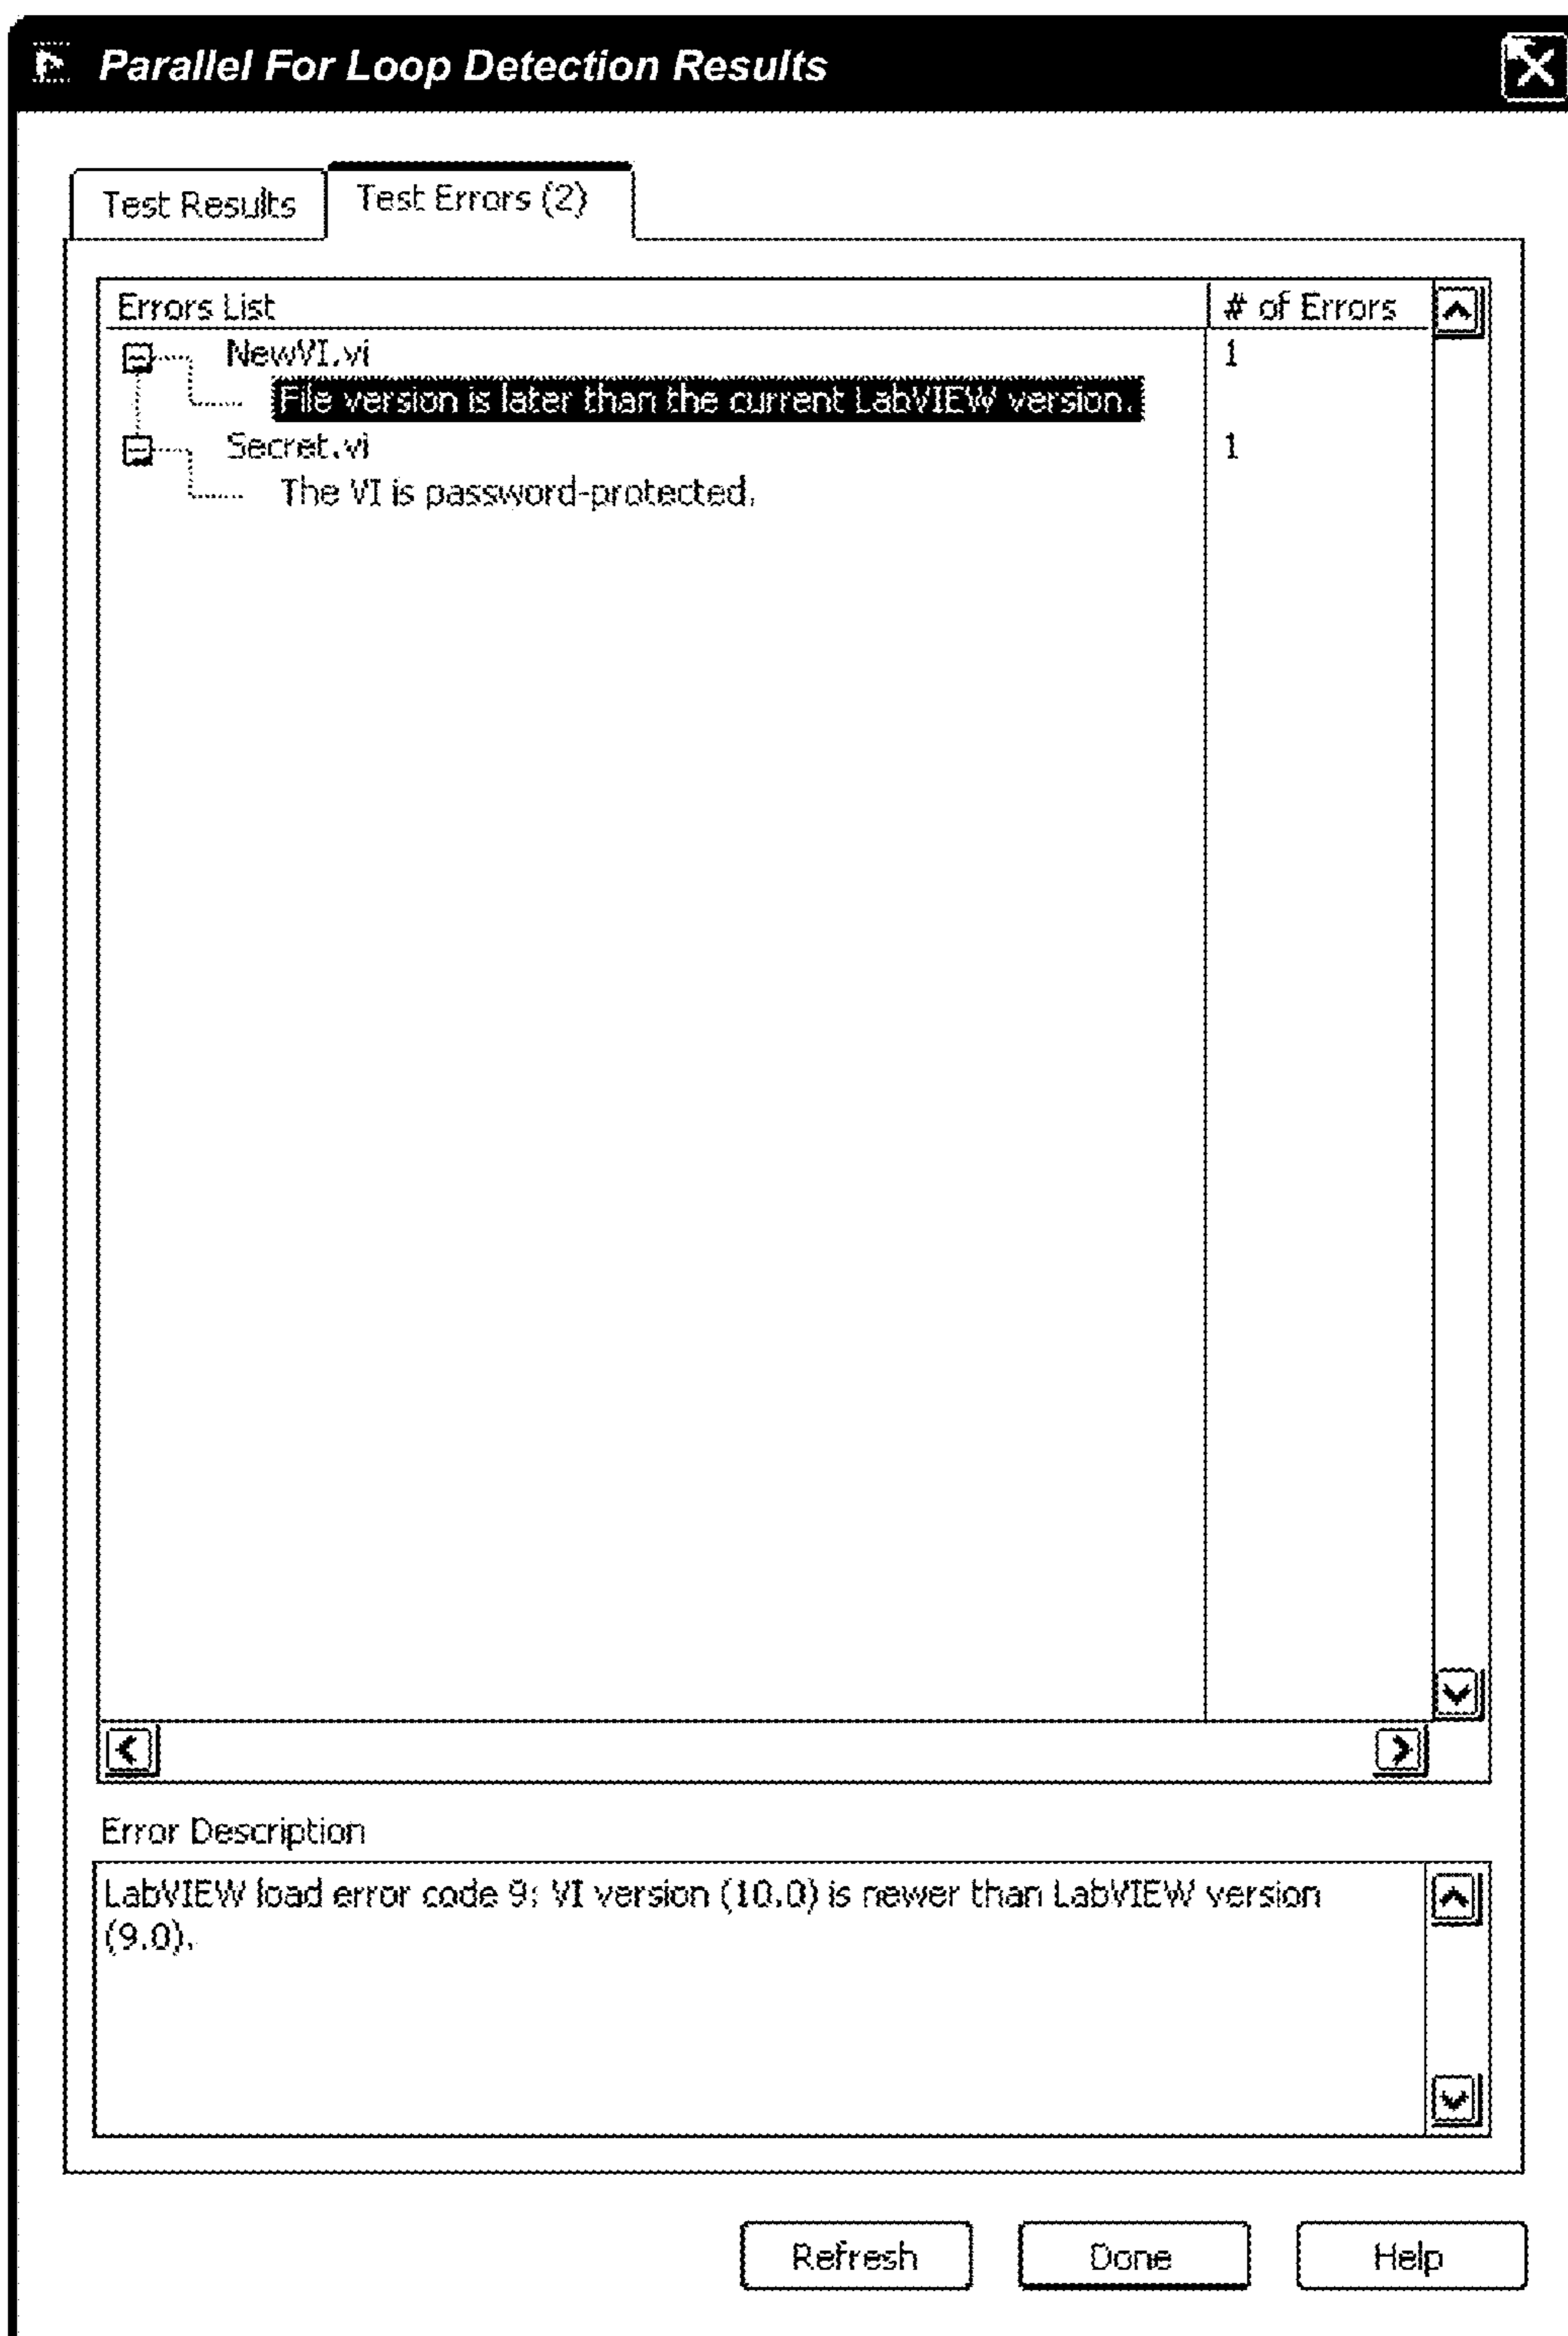 Parallel For Loop Detection Results
Test Results
Test Errors (2)
Errors List # of Errors
NewVI.vi 1
File version is later than the current LabVIEW version.
Secret.vi 1
The VI is password-protected.
Error Description
LabVIEW load error code 9: VI version (10.0) is newer than LabVIEW version
(9.0).
Refresh Done Help